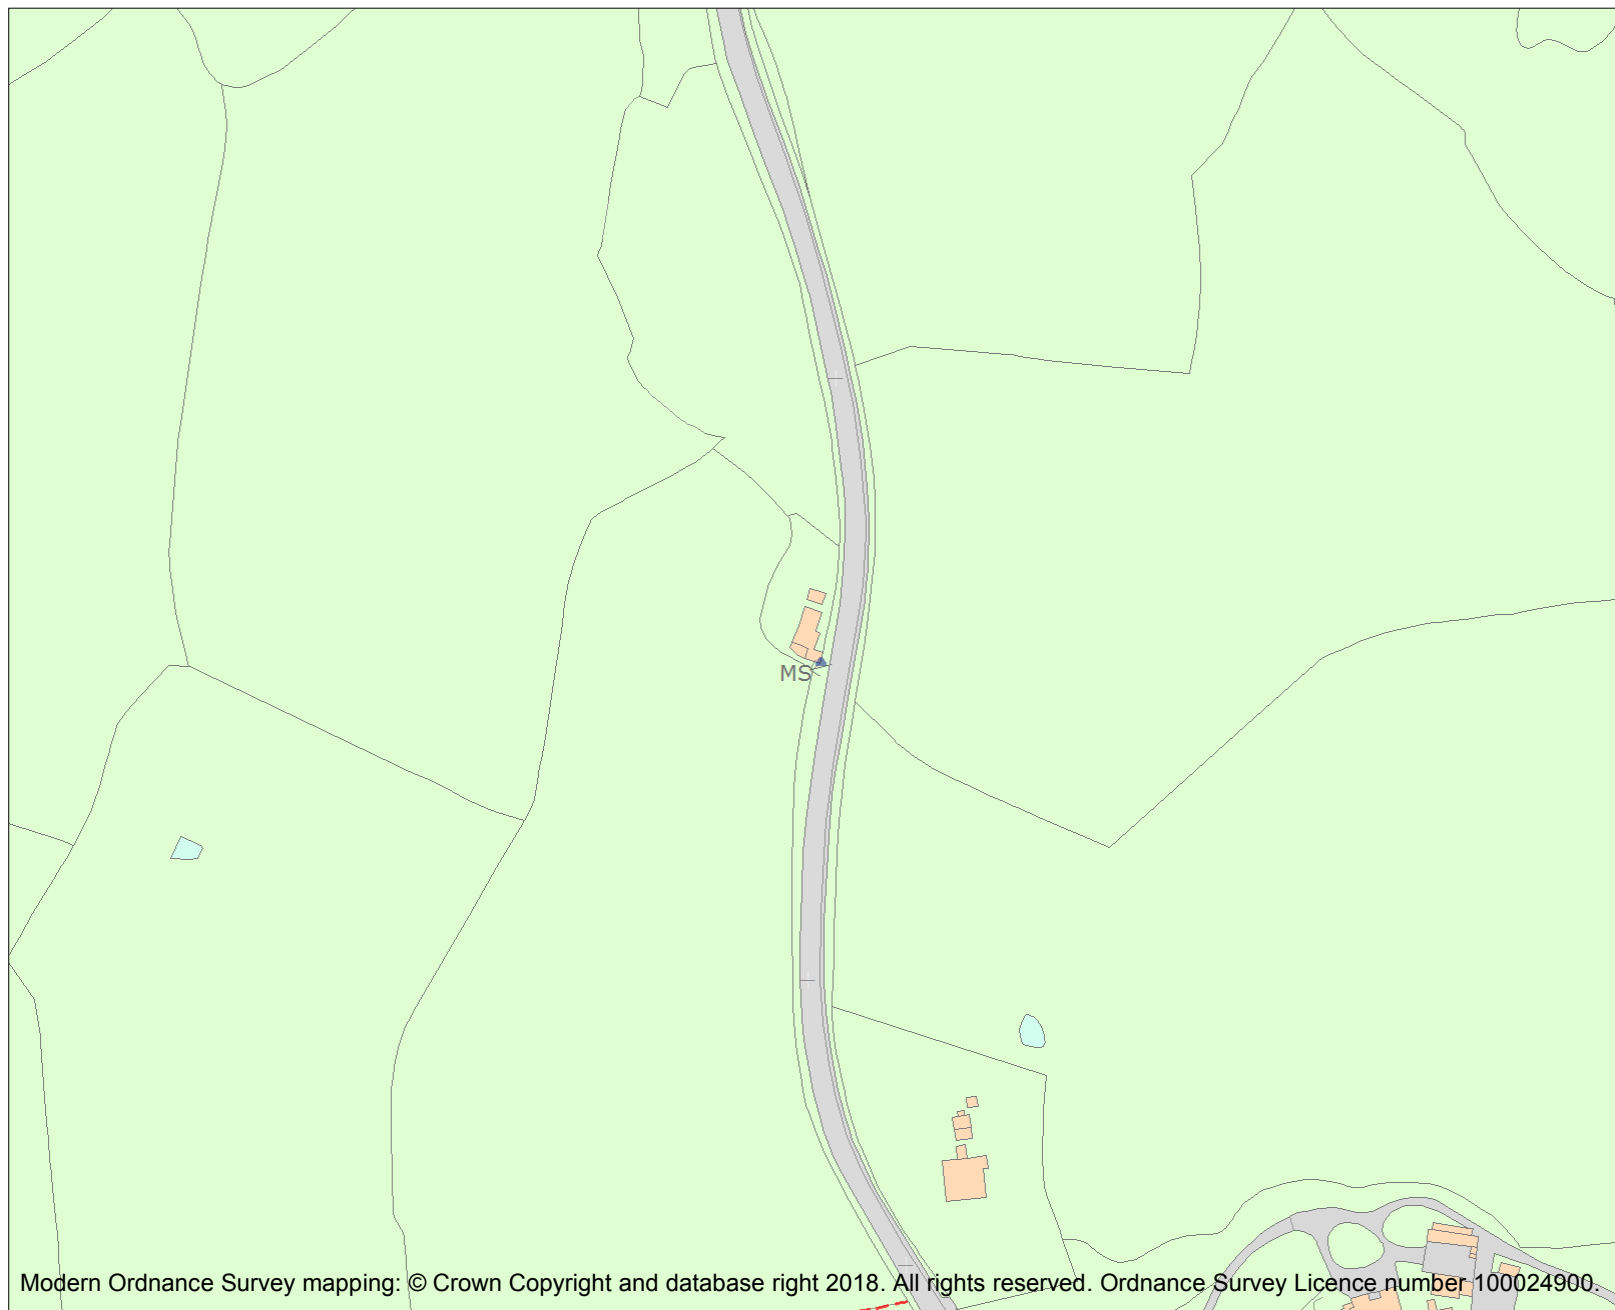 MS
Modern Ordnance Survey mapping: © Crown Copyright and database right 2018. All rights reserved. Ordnance Survey Licence number 100024900.